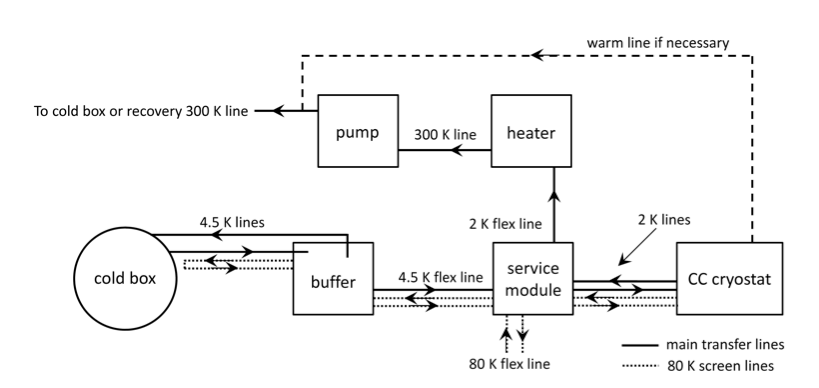 warm line if necessary
To cold box or recovery 300 K line
pump
300 K line
heater
4.5 K lines
2 K flex line
2 K lines
cold box
buffer
4.5 K flex line
service
module
CC cryostat
80 K flex line
main transfer lines
80 K screen lines